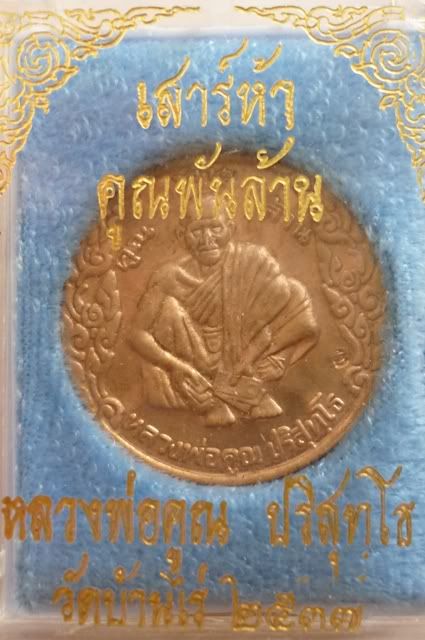 เสาร์ห้า
คูณพันล้าน
คูณ
หลวงพ่อคูณ ปริสุทฺโธ
หลวงพ่อคูณ ปริสุทฺโธ
วัดบ้านไร่ ๒๕๓๗